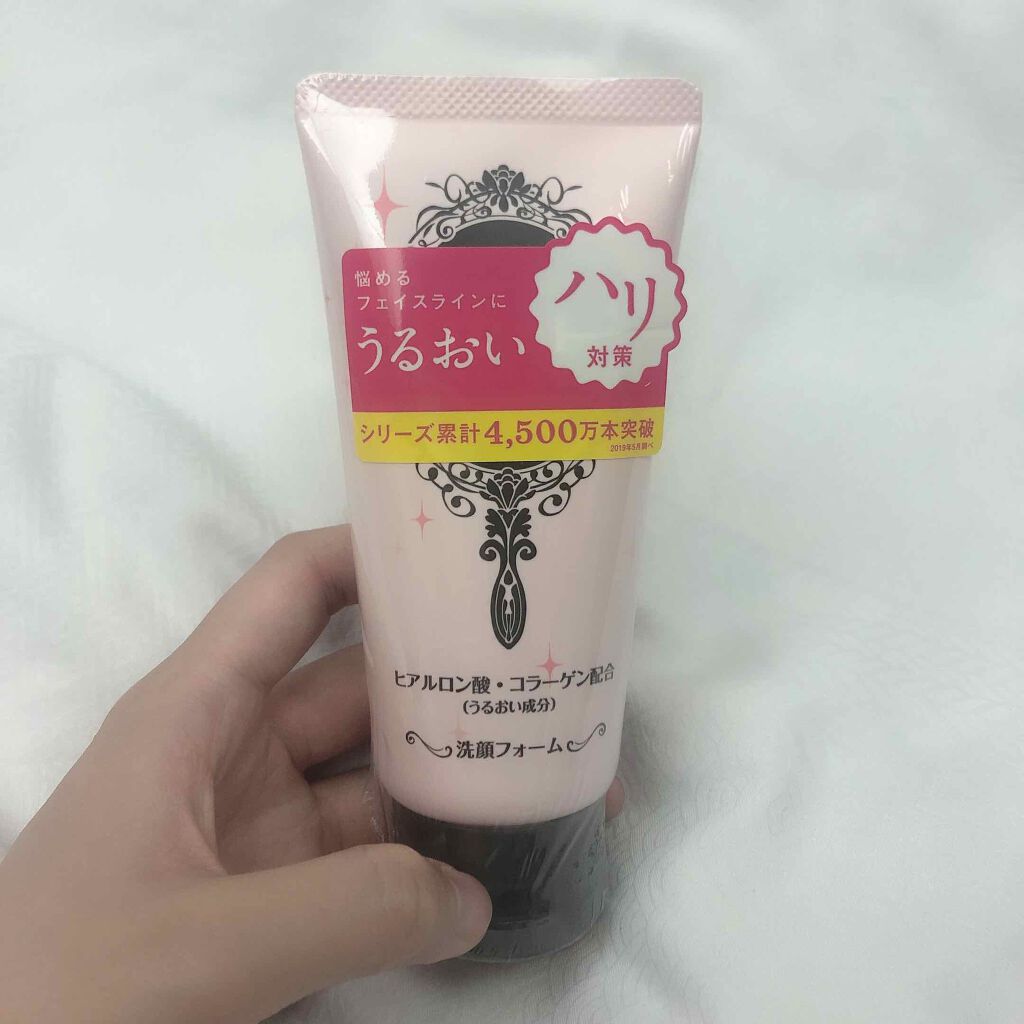 悩める
フェイスラインに
うるおい
ハリ
対策
シリーズ累計4,500万本突破
2019年5月調べ
ヒアルロン酸・コラーゲン配合
(うるおい成分)
洗顔フォーム